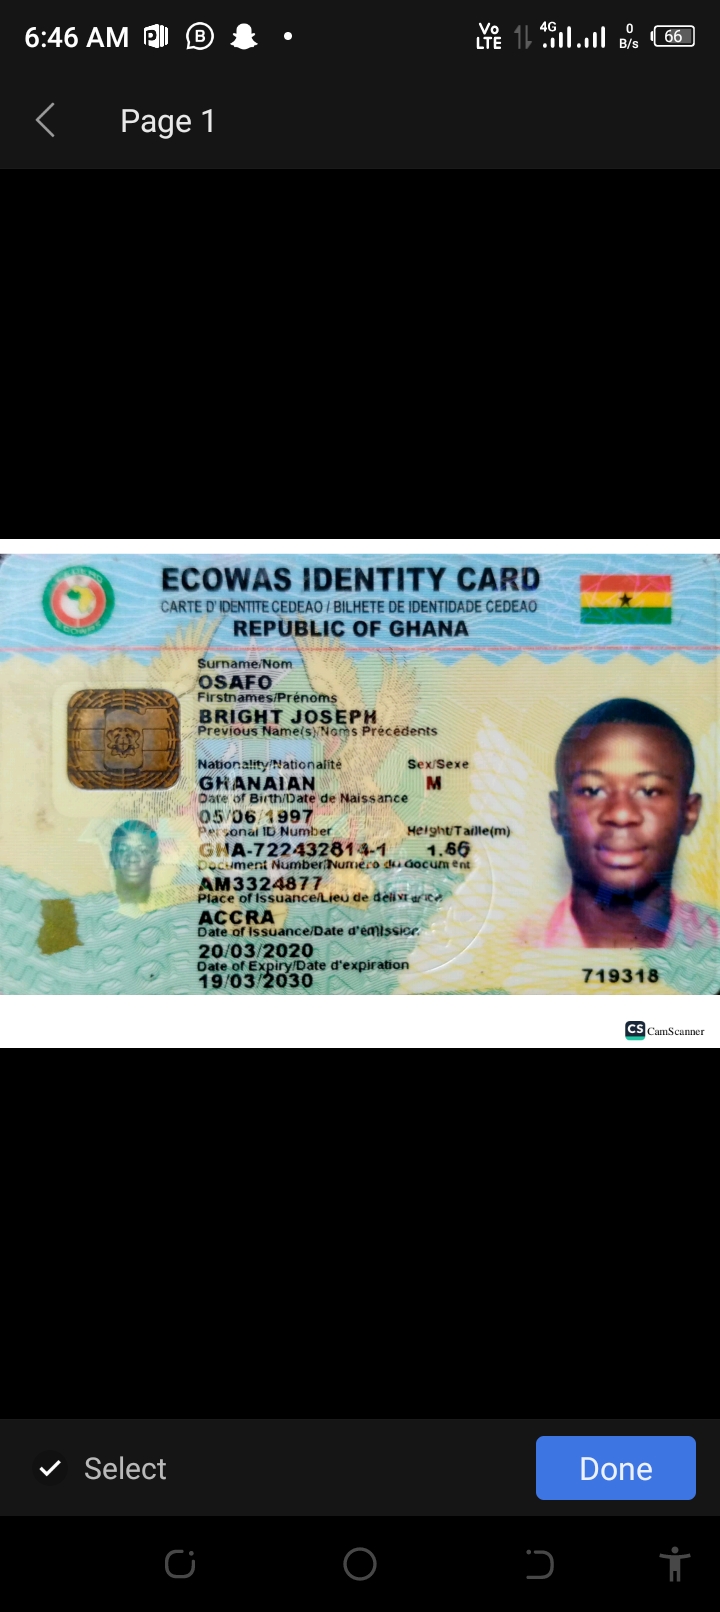 6:46 AM
Vo LTE 4G 0 B/s 66
Page 1
ECOWAS IDENTITY CARD
CARTE D'IDENTITE CEDEAO / BILHETE DE IDENTIDADE CEDEAO
REPUBLIC OF GHANA
Surname/Nom
OSAFO
Firstnames/Prénoms
BRIGHT JOSEPH
Previous Name(s)/Noms Précédents
Nationality/Nationalité Sex/Sexe
GHANAIAN M
Date of Birth/Date de Naissance
05/06/1997
Personal ID Number Height/Taille(m)
GHA-722432814-1
Document Number/Numéro du document
AM3324877
Place of Issuance/Lieu de délivrance
ACCRA
Date of Issuance/Date d'émission
20/03/2020
Date of Expiry/Date d'expiration
19/03/2030
719318
CS CamScanner
Select Done